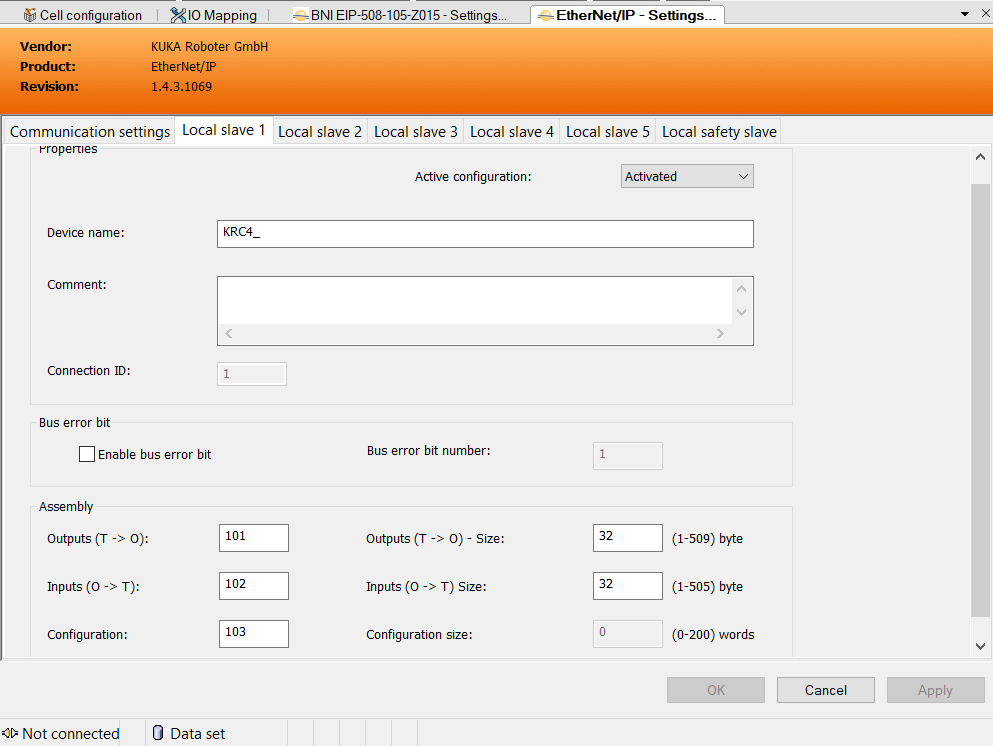 Cell configuration IO Mapping BNI EIP-508-105-Z015 - Settings... EtherNet/IP - Settings...
Vendor: KUKA Roboter GmbH
Product: EtherNet/IP
Revision: 1.4.3.1069
Communication settings Local slave 1 Local slave 2 Local slave 3 Local slave 4 Local slave 5 Local safety slave
Properties
Active configuration: Activated
Device name: KRC4_
Comment:
Connection ID: 1
Bus error bit
Enable bus error bit Bus error bit number: 1
Assembly
Outputs (T -> O): 101 Outputs (T -> O) - Size: 32 (1-509) byte
Inputs (O -> T): 102 Inputs (O -> T) Size: 32 (1-505) byte
Configuration: 103 Configuration size: 0 (0-200) words
OK Cancel Apply
Not connected Data set